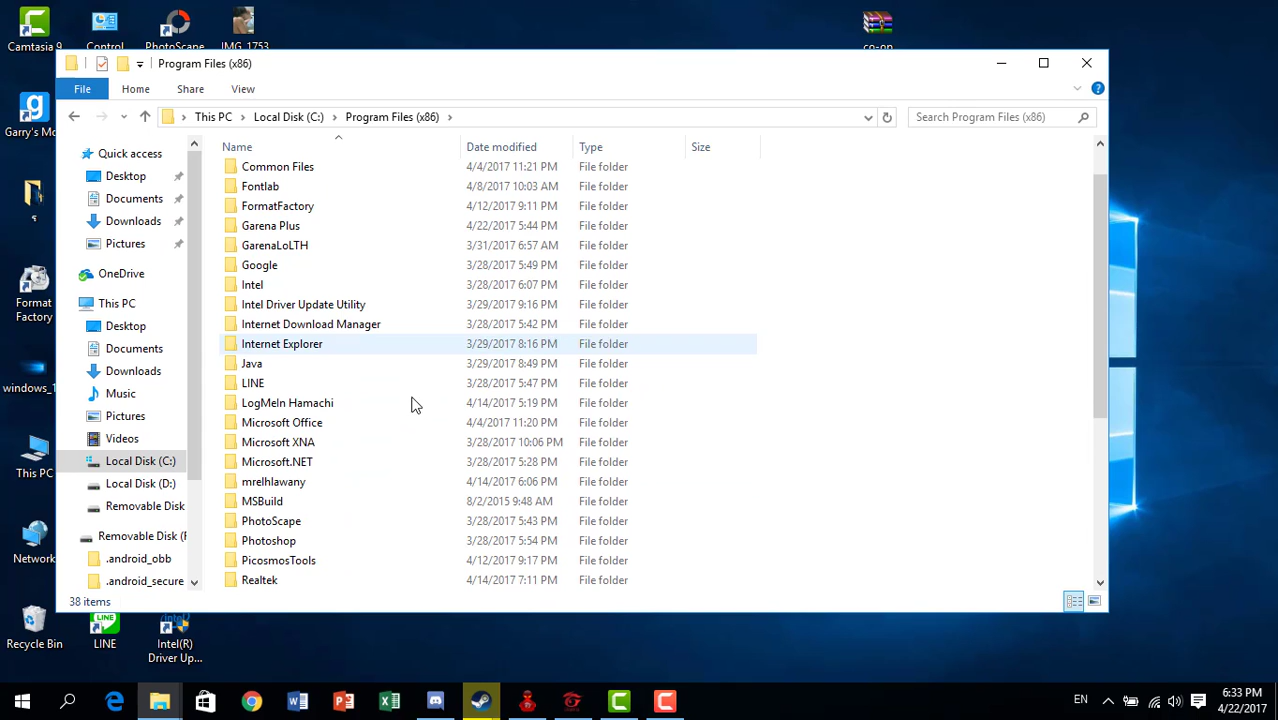 Camtasia 9
Control
PhotoScape
IMG_1753
co-op
Program Files (x86)
File
Home
Share
View
This PC
Local Disk (C:)
Program Files (x86)
Search Program Files (x86)
Name
Date modified
Type
Size
Common Files 4/4/2017 11:21 PM File folder
Fontlab 4/8/2017 10:03 AM File folder
FormatFactory 4/12/2017 9:11 PM File folder
Garena Plus 4/22/2017 5:44 PM File folder
GarenaLoLTH 3/31/2017 6:57 AM File folder
Google 3/28/2017 5:49 PM File folder
Intel 3/28/2017 6:07 PM File folder
Intel Driver Update Utility 3/29/2017 9:16 PM File folder
Internet Download Manager 3/28/2017 5:42 PM File folder
Internet Explorer 3/29/2017 8:16 PM File folder
Java 3/29/2017 8:49 PM File folder
LINE 3/28/2017 5:47 PM File folder
LogMeIn Hamachi 4/14/2017 5:19 PM File folder
Microsoft Office 4/4/2017 11:20 PM File folder
Microsoft XNA 3/28/2017 10:06 PM File folder
Microsoft.NET 3/28/2017 5:28 PM File folder
mrelhlawany 4/14/2017 6:06 PM File folder
MSBuild 8/2/2015 9:48 AM File folder
PhotoScape 3/28/2017 5:43 PM File folder
Photoshop 3/28/2017 5:54 PM File folder
PicosmosTools 4/12/2017 9:17 PM File folder
Realtek 4/14/2017 7:11 PM File folder
Quick access
Desktop
Documents
Downloads
Pictures
OneDrive
This PC
Desktop
Documents
Downloads
Music
Pictures
Videos
Local Disk (C:)
Local Disk (D:)
Removable Disk
Removable Disk (F
.android_obb
.android_secure
38 items
Garry's Mo
Format
Factory
windows_1
This PC
Network
Recycle Bin
LINE
Intel(R)
Driver Up...
EN
6:33 PM
4/22/2017